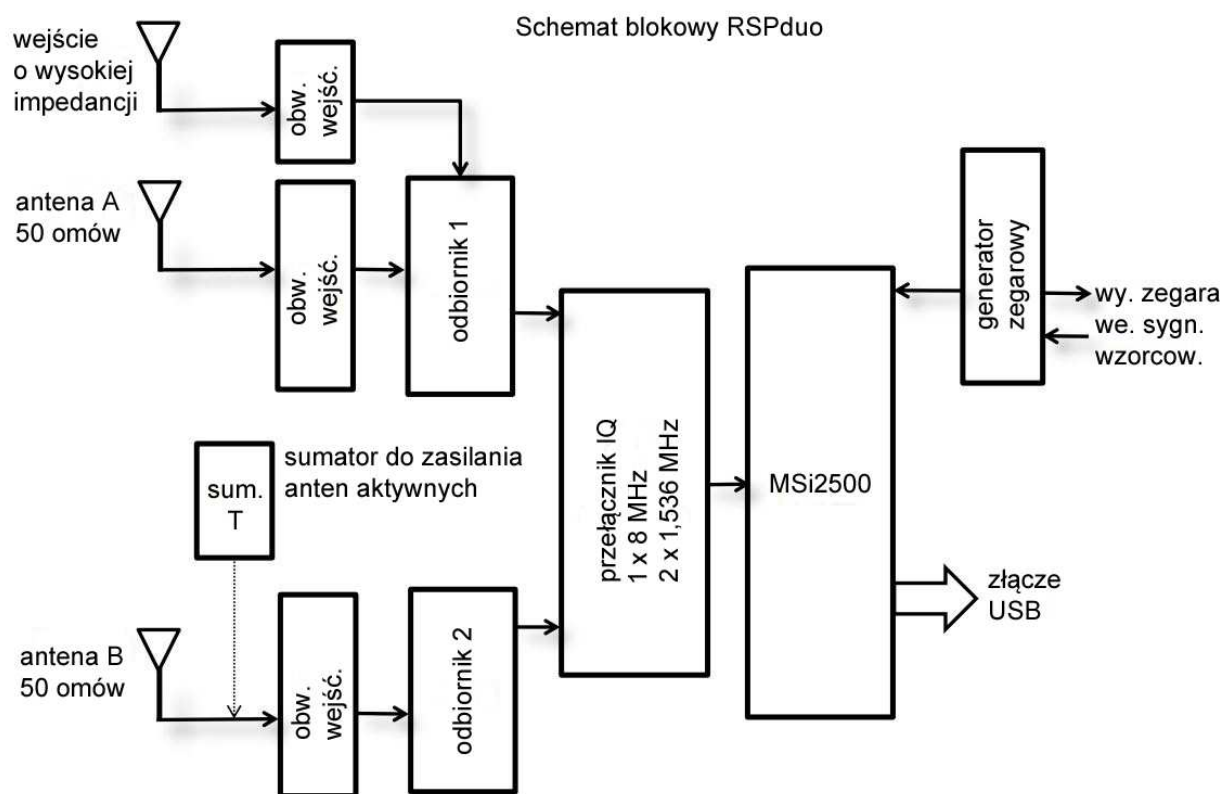 Schemat blokowy RSPduo
wejście
o wysokiej
impedancji
obw.
wejść.
antena A
50 omów
obw.
wejść.
odbiornik 1
generator
zegarowy
wy. zegara
we. sygn.
wzorcow.
sum.
T
sumator do zasilania
anten aktywnych
przełącznik IQ
1 x 8 MHz
2 x 1,536 MHz
MSi2500
złącze
USB
antena B
50 omów
obw.
wejść.
odbiornik 2